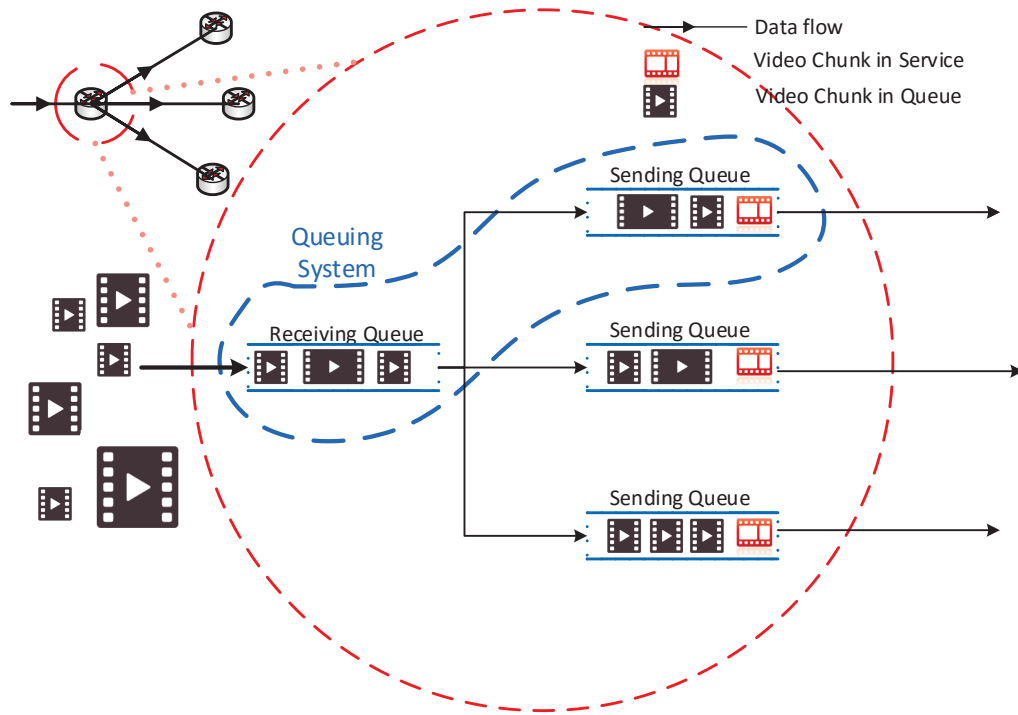 Data flow
Video Chunk in Service
Video Chunk in Queue
Sending Queue
Queuing
System
Receiving Queue
Sending Queue
Sending Queue